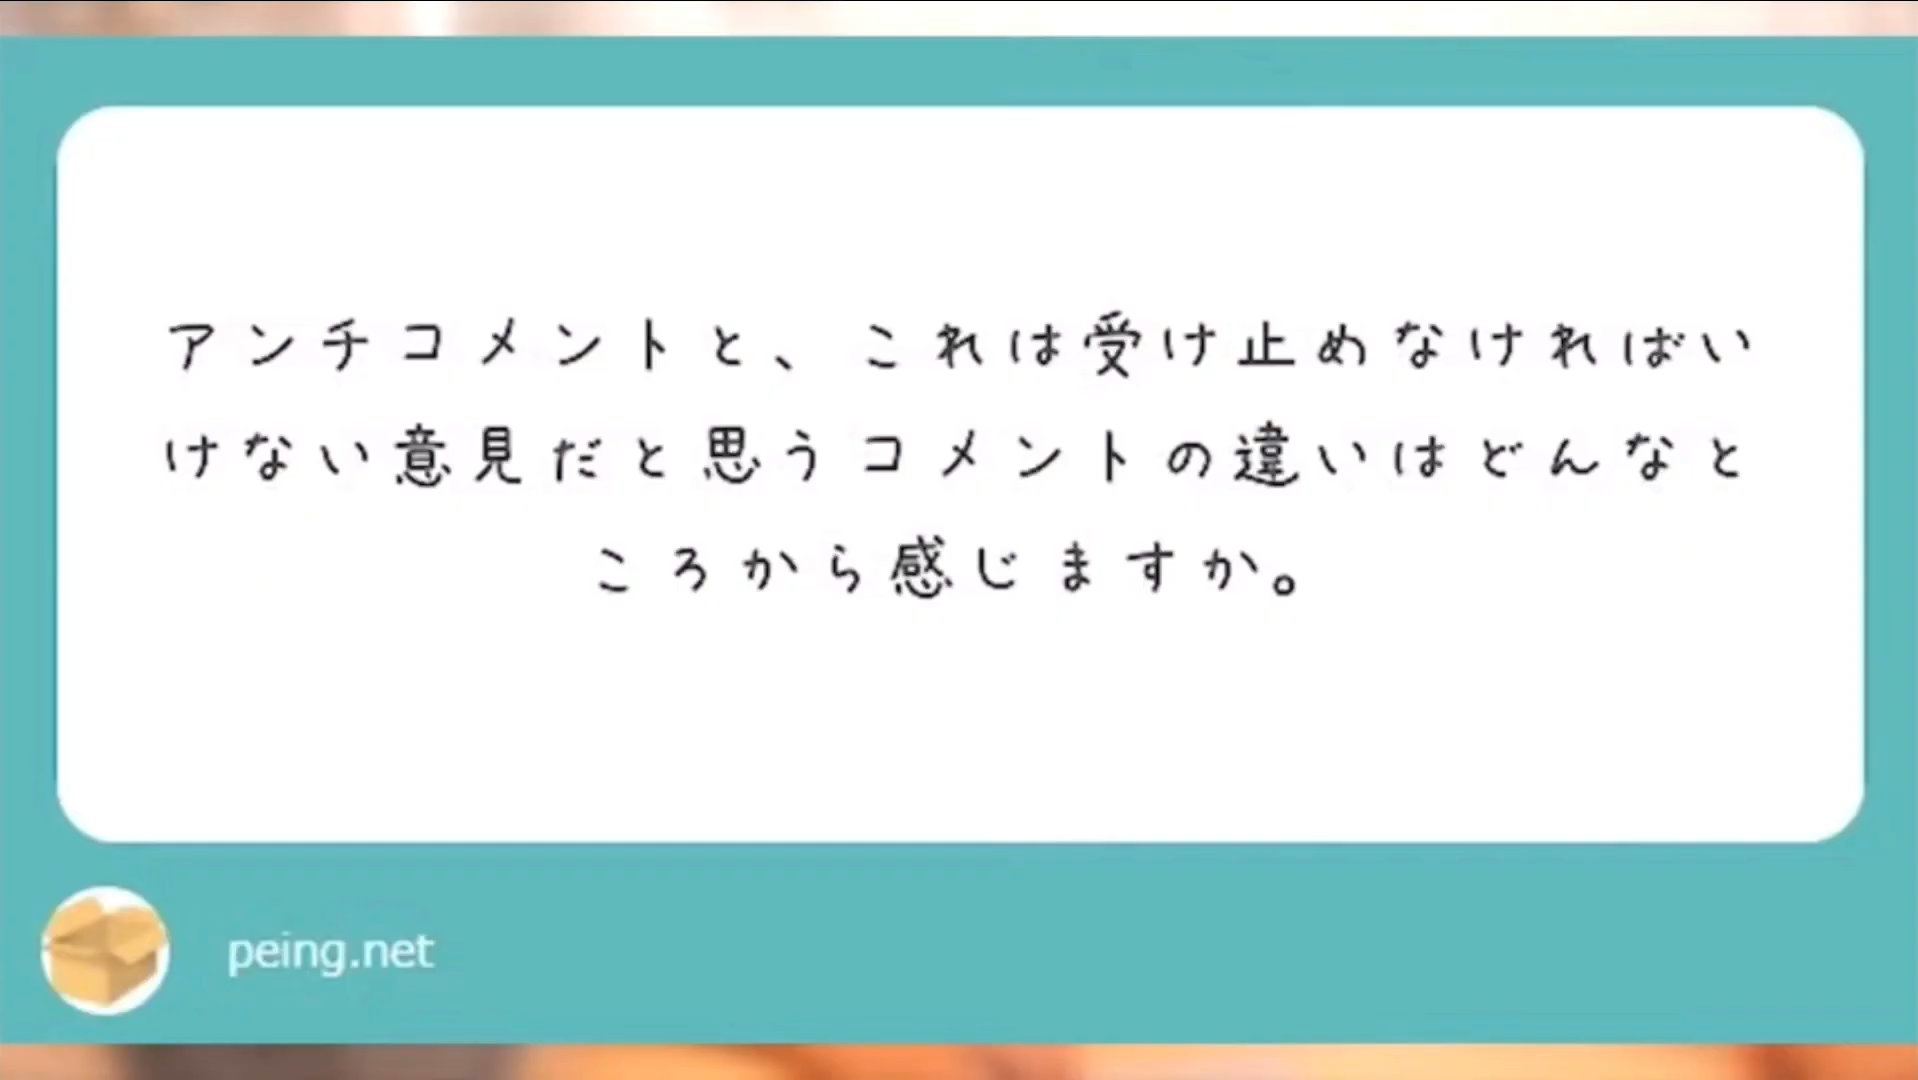 アンチコメントと、これは受け止めなければい
けない意見だと思うコメントの違いはどんなと
ころから感じますか。
peing.net